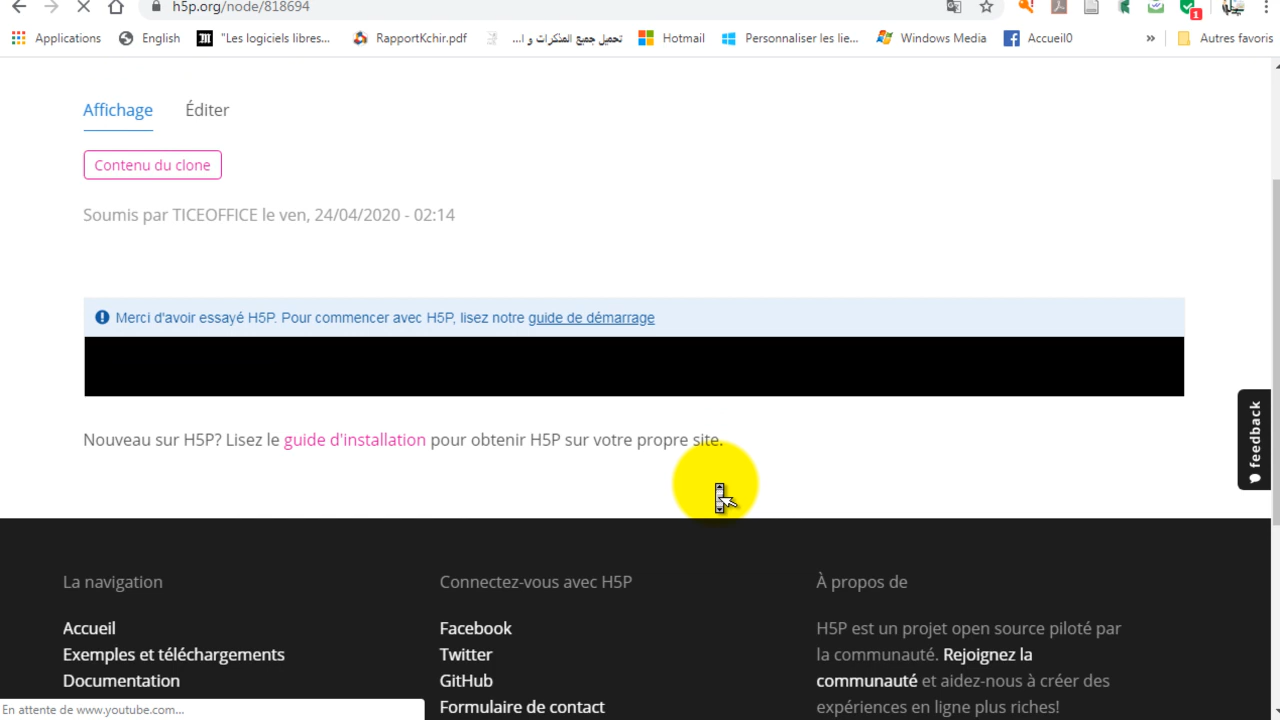 h5p.org/node/818694
Applications English "Les logiciels libres... RapportKchir.pdf تحميل جميع المذكرات و ا... Hotmail Personnaliser les lie... Windows Media Accueil0 » Autres favoris
1
Affichage Éditer
Contenu du clone
Soumis par TICEOFFICE le ven, 24/04/2020 - 02:14
Merci d'avoir essayé H5P. Pour commencer avec H5P, lisez notre guide de démarrage
Nouveau sur H5P? Lisez le guide d'installation pour obtenir H5P sur votre propre site.
feedback
La navigation
Accueil
Exemples et téléchargements
Documentation
Connectez-vous avec H5P
Facebook
Twitter
GitHub
Formulaire de contact
À propos de
H5P est un projet open source piloté par
la communauté. Rejoignez la
communauté et aidez-nous à créer des
expériences en ligne plus riches!
En attente de www.youtube.com...